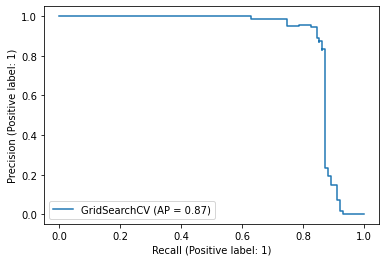 1.0
0.8
0.6
0.4
0.2
0.0
Precision (Positive label: 1)
GridSearchCV (AP = 0.87)
0.0 0.2 0.4 0.6 0.8 1.0
Recall (Positive label: 1)